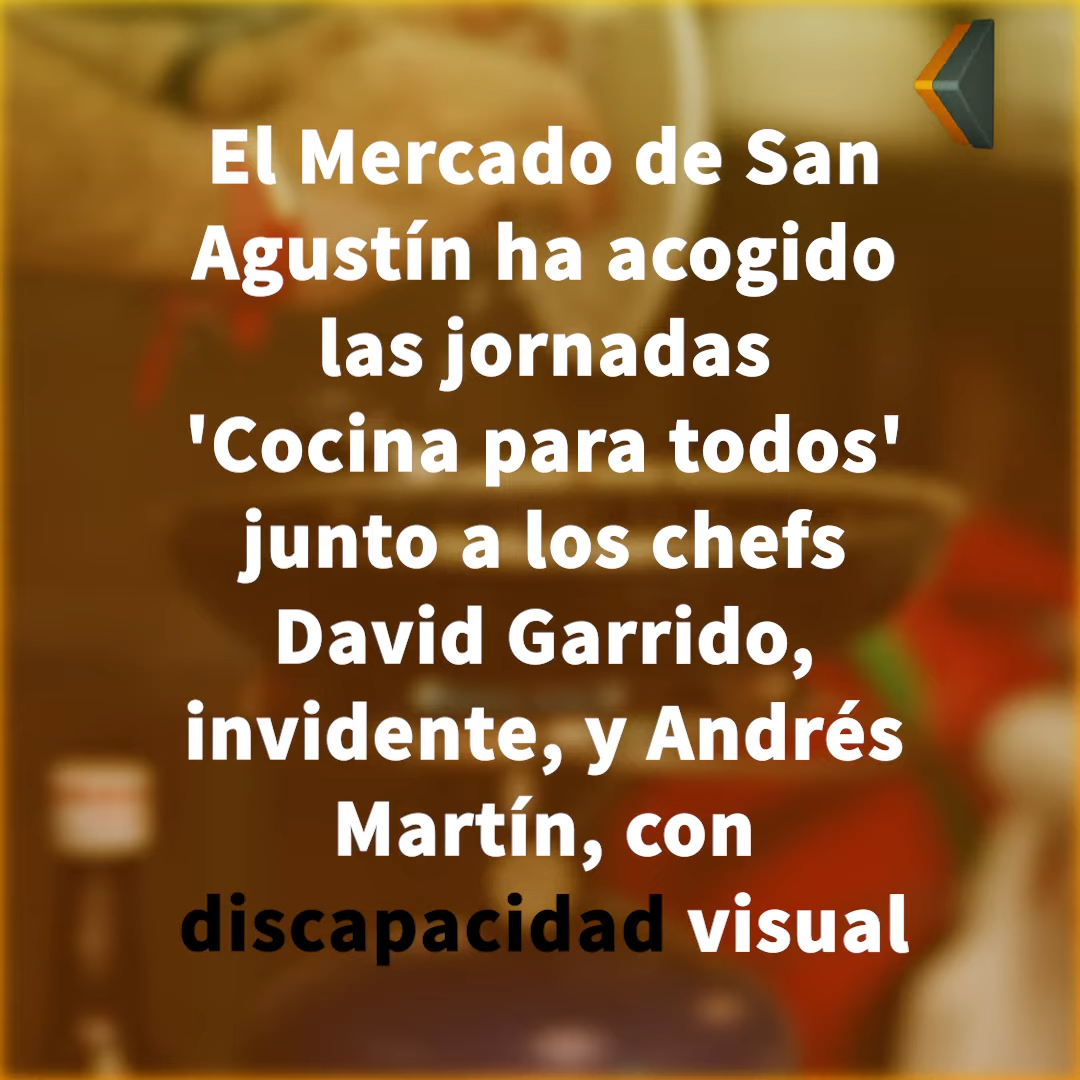 El Mercado de San
Agustín ha acogido
las jornadas
'Cocina para todos'
junto a los chefs
David Garrido,
invidente, y Andrés
Martín, con
discapacidad visual